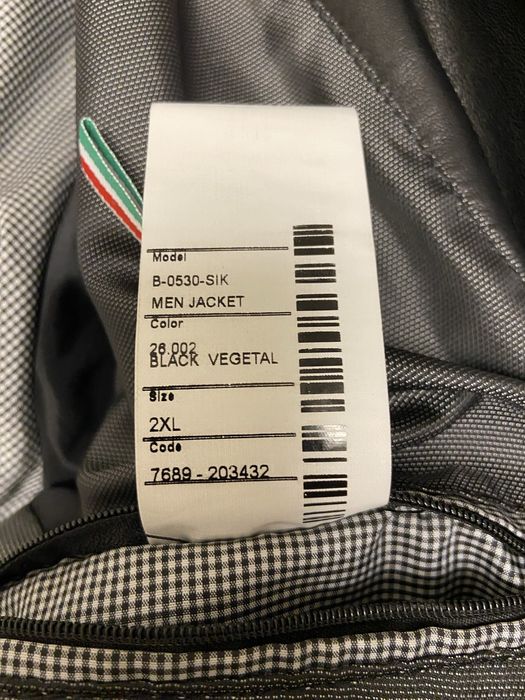 Model
B-0530-SIK
MEN JACKET
Color
26.002
BLACK VEGETAL
Size
2XL
Code
7689 - 203432